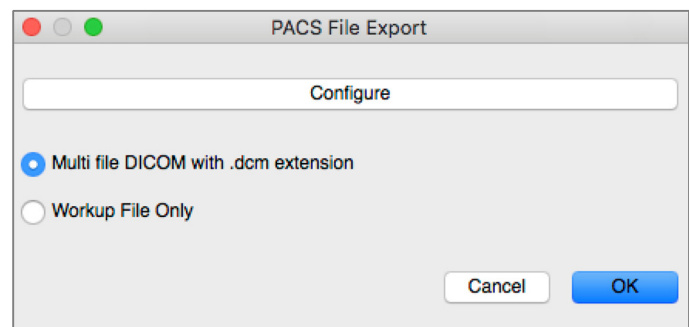 PACS File Export
Configure
Multi file DICOM with .dcm extension
Workup File Only
Cancel OK